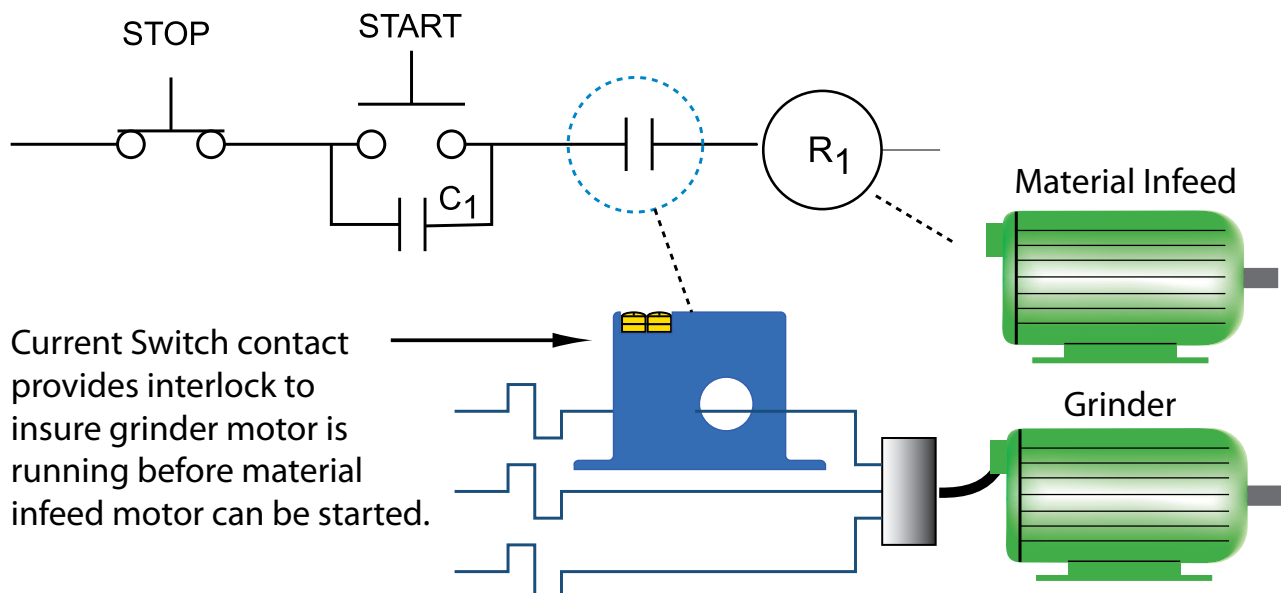 STOP
START
C1
R1
Material Infeed
Current Switch contact
provides interlock to
insure grinder motor is
running before material
infeed motor can be started.
Grinder